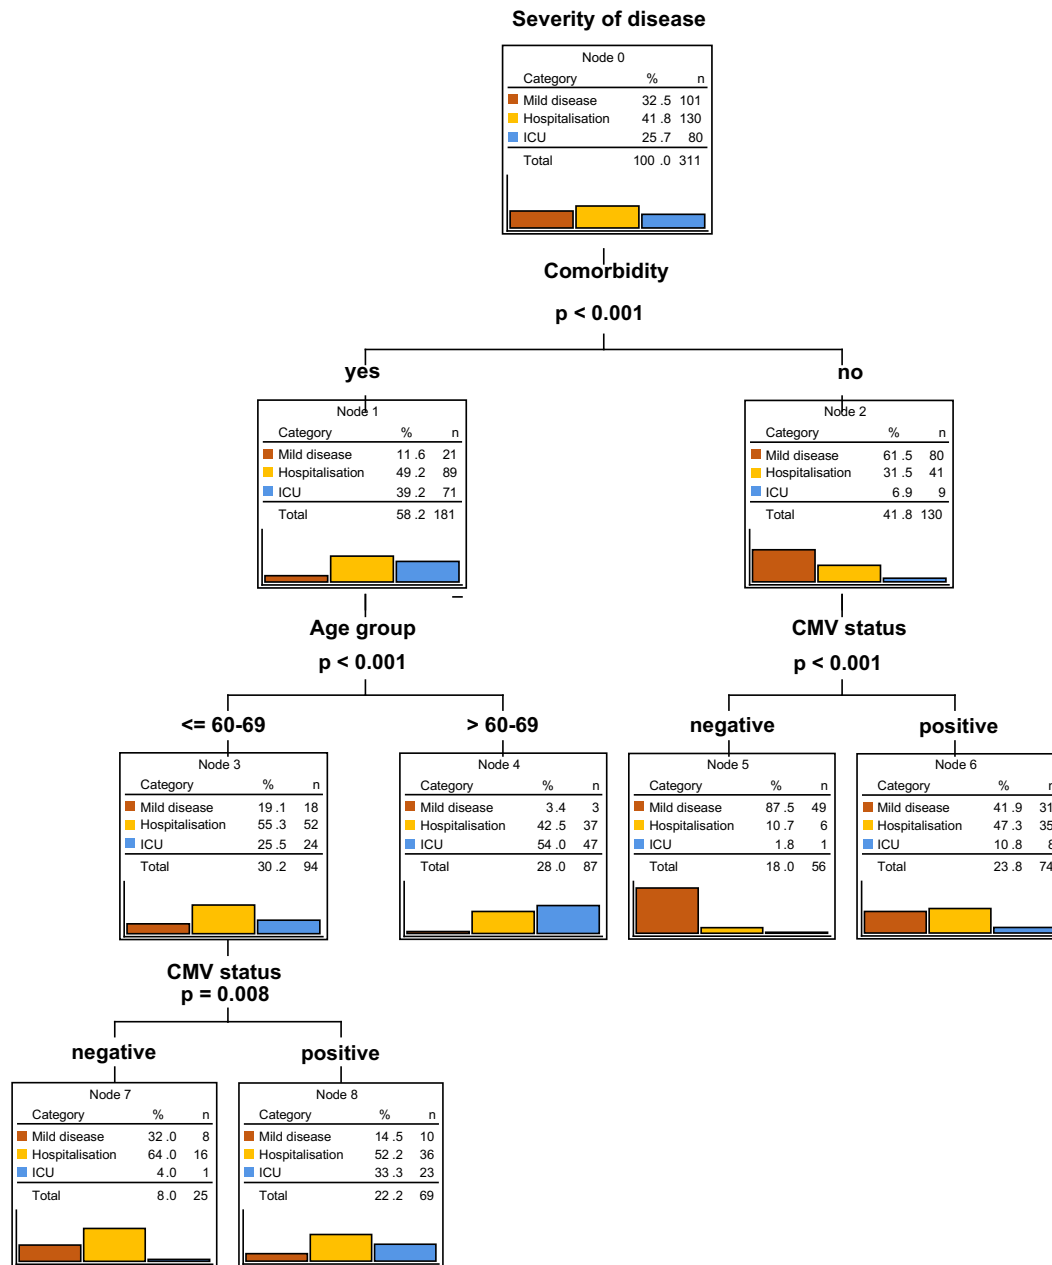 Severity of disease
Node 0
Category % n
Mild disease 32 .5 101
Hospitalisation 41 .8 130
ICU 25 .7 80
Total 100 .0 311
Comorbidity
p < 0.001
yes
no
Node 1
Category % n
Mild disease 11 .6 21
Hospitalisation 49 .2 89
ICU 39 .2 71
Total 58 .2 181
Node 2
Category % n
Mild disease 61 .5 80
Hospitalisation 31 .5 41
ICU 6 .9 9
Total 41 .8 130
Age group
p < 0.001
CMV status
p < 0.001
<= 60-69
> 60-69
negative
positive
Node 3
Category % n
Mild disease 19 .1 18
Hospitalisation 55 .3 52
ICU 25 .5 24
Total 30 .2 94
Node 4
Category % n
Mild disease 3 .4 3
Hospitalisation 42 .5 37
ICU 54 .0 47
Total 28 .0 87
Node 5
Category % n
Mild disease 87 .5 49
Hospitalisation 10 .7 6
ICU 1 .8 1
Total 18 .0 56
Node 6
Category % n
Mild disease 41 .9 31
Hospitalisation 47 .3 35
ICU 10 .8 8
Total 23 .8 74
CMV status
p = 0.008
negative
positive
Node 7
Category % n
Mild disease 32 .0 8
Hospitalisation 64 .0 16
ICU 4 .0 1
Total 8 .0 25
Node 8
Category % n
Mild disease 14 .5 10
Hospitalisation 52 .2 36
ICU 33 .3 23
Total 22 .2 69